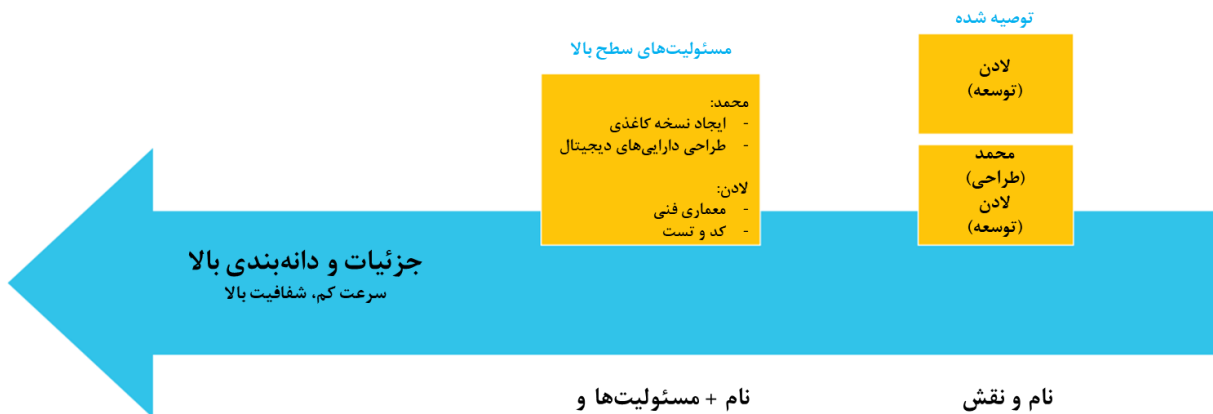 توصیه شده
لادن
(توسعه)
محمد
(طراحی)
لادن
(توسعه)
مسئولیت‌های سطح بالا
محمد:
- ایجاد نسخه کاغذی
- طراحی دارایی‌های دیجیتال
لادن:
- معماری فنی
- کد و تست
جزئیات و دانه‌بندی بالا
سرعت کم، شفافیت بالا
نام و نقش
نام + مسئولیت‌ها و